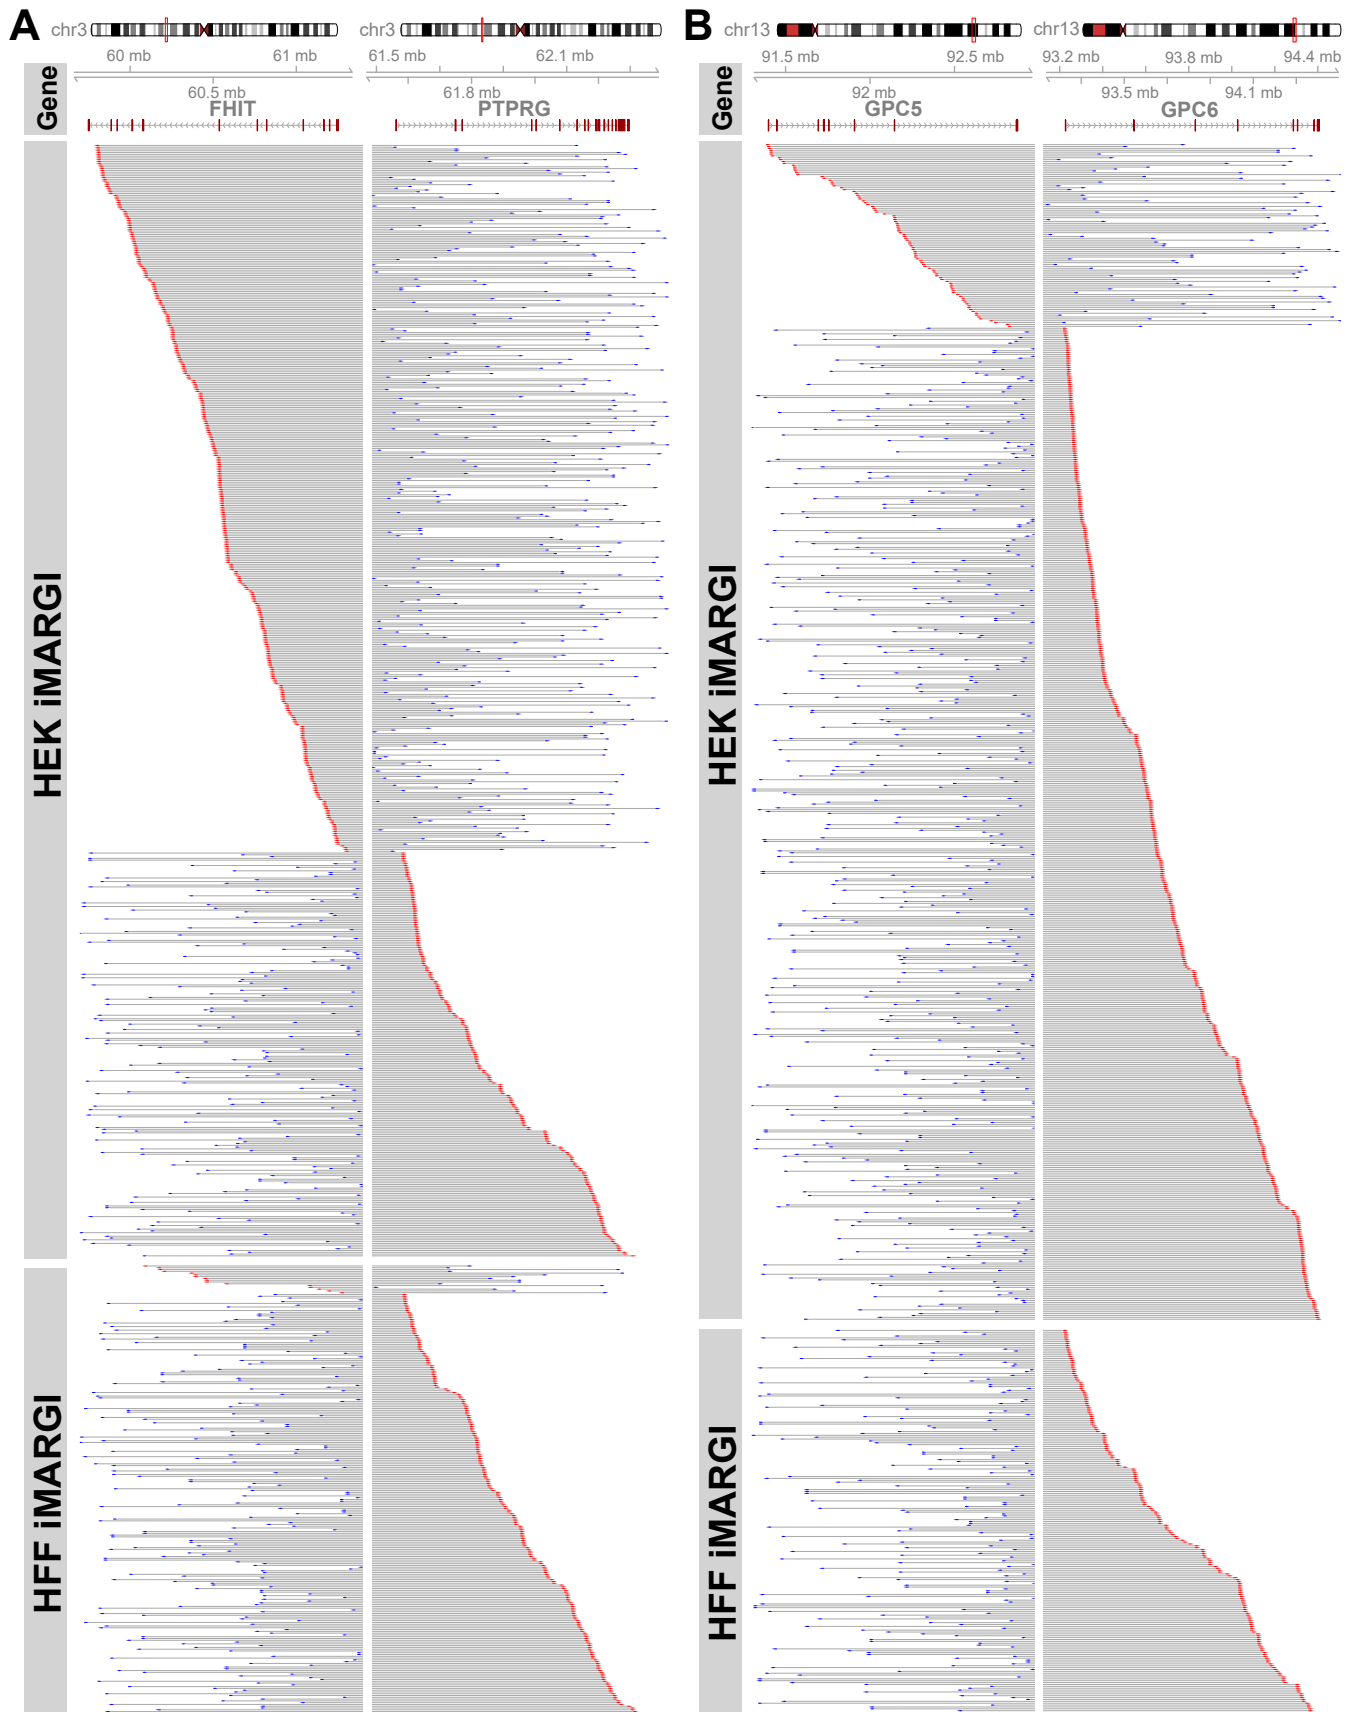 A
chr3
60 mb
61 mb
60.5 mb
FHIT
61.5 mb
62.1 mb
61.8 mb
PTPRG
Gene
HEK iMARGI
HFF iMARGI
B
chr13
91.5 mb
92.5 mb
92 mb
GPC5
chr13
93.2 mb
93.8 mb
94.4 mb
93.5 mb
94.1 mb
GPC6
Gene
HEK iMARGI
HFF iMARGI